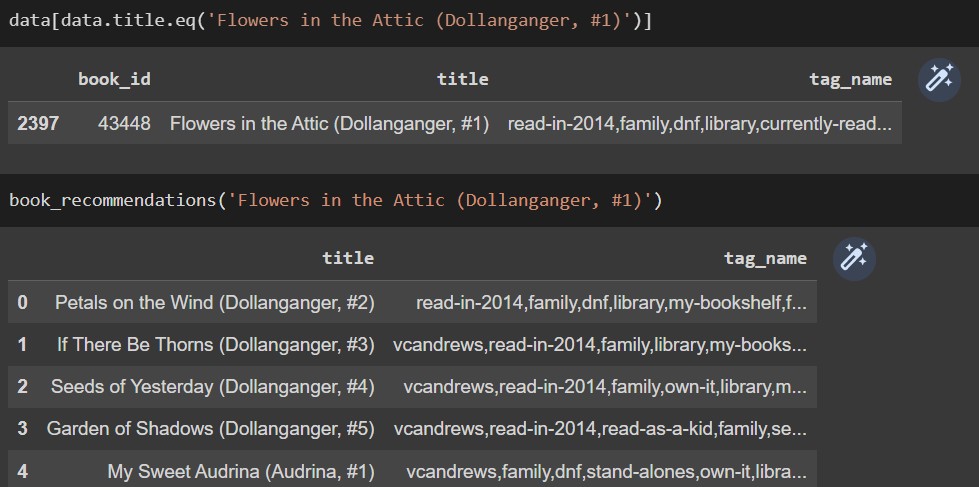 data[data.title.eq('Flowers in the Attic (Dollanganger, #1)')]
book_id title tag_name
2397 43448 Flowers in the Attic (Dollanganger, #1) read-in-2014,family,dnf,library,currently-read...
book_recommendations('Flowers in the Attic (Dollanganger, #1)')
title tag_name
0 Petals on the Wind (Dollanganger, #2) read-in-2014,family,dnf,library,my-bookshelf,f...
1 If There Be Thorns (Dollanganger, #3) vcandrews,read-in-2014,family,library,my-books...
2 Seeds of Yesterday (Dollanganger, #4) vcandrews,read-in-2014,family,own-it,library,m...
3 Garden of Shadows (Dollanganger, #5) vcandrews,read-in-2014,read-as-a-kid,family,se...
4 My Sweet Audrina (Audrina, #1) vcandrews,family,dnf,stand-alones,own-it,libra...